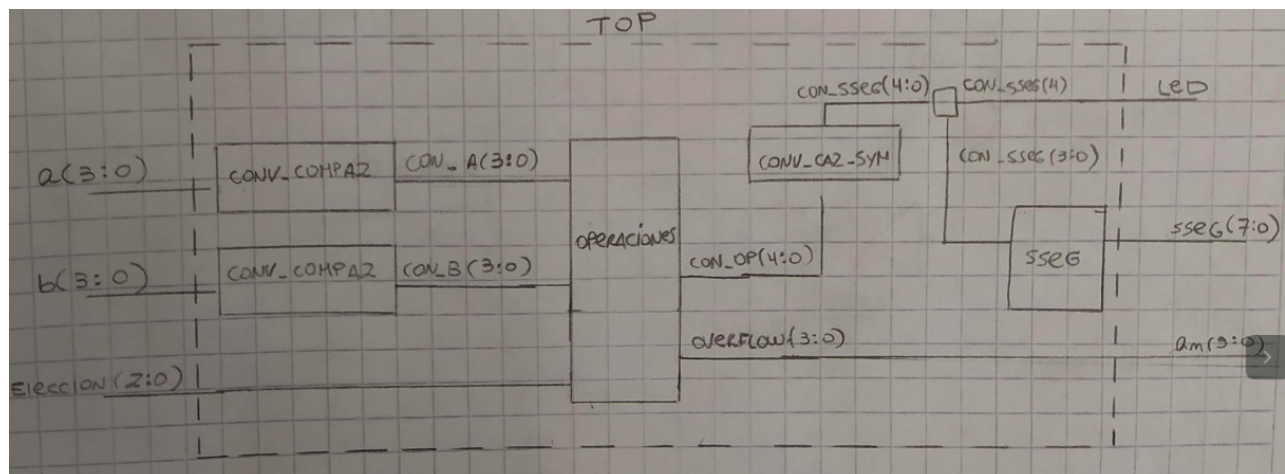 TOP
CON_SSEG(4:0)
CON_SSEG(4)
LED
a(3:0)
CONV_COMPA2
CON_A(3:0)
CONV_CA2-SYM
CON_SSEG(3:0)
OPERACIONES
sseG(7:0)
b(3:0)
CONV_COMPA2
CON_B(3:0)
CON_OP(4:0)
SSEG
OVERFLOW(3:0)
Eleccion(2:0)